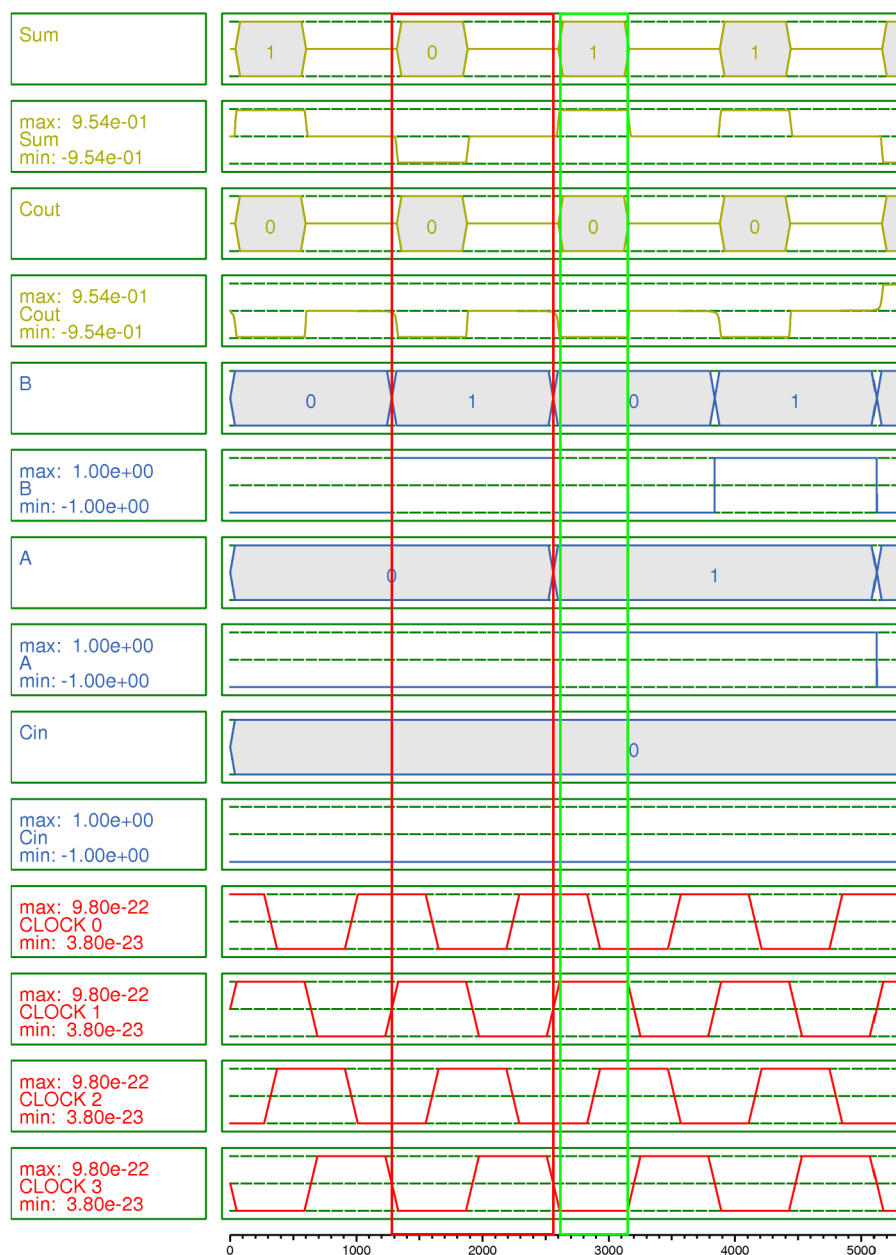 Sum
1 0 1 1
max: 9.54e-01
Sum
min: -9.54e-01
Cout
0 0 0 0
max: 9.54e-01
Cout
min: -9.54e-01
B
0 1 0 1
max: 1.00e+00
B
min: -1.00e+00
A
0 1
max: 1.00e+00
A
min: -1.00e+00
Cin
0
max: 1.00e+00
Cin
min: -1.00e+00
max: 9.80e-22
CLOCK 0
min: 3.80e-23
max: 9.80e-22
CLOCK 1
min: 3.80e-23
max: 9.80e-22
CLOCK 2
min: 3.80e-23
max: 9.80e-22
CLOCK 3
min: 3.80e-23
0 1000 2000 3000 4000 5000